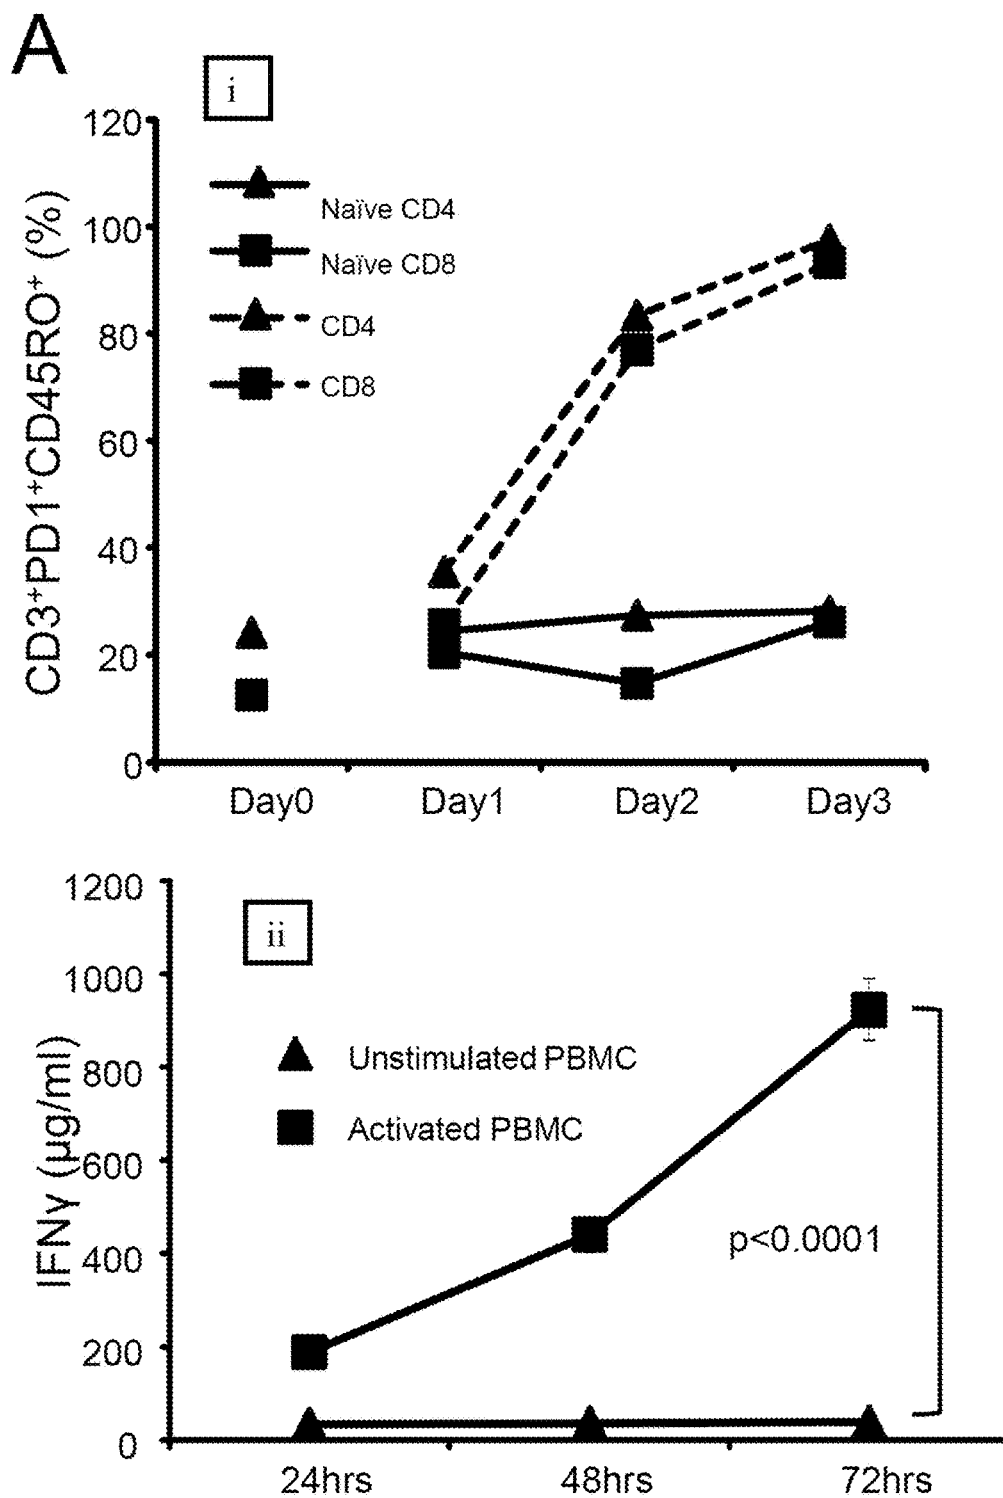 A
i
120
100
80
60
40
20
0
CD3⁺PD1⁺CD45RO⁺ (%)
Naïve CD4
Naïve CD8
CD4
CD8
Day0 Day1 Day2 Day3
1200
1000
800
600
400
200
0
IFNγ (µg/ml)
ii
Unstimulated PBMC
Activated PBMC
p<0.0001
24hrs 48hrs 72hrs